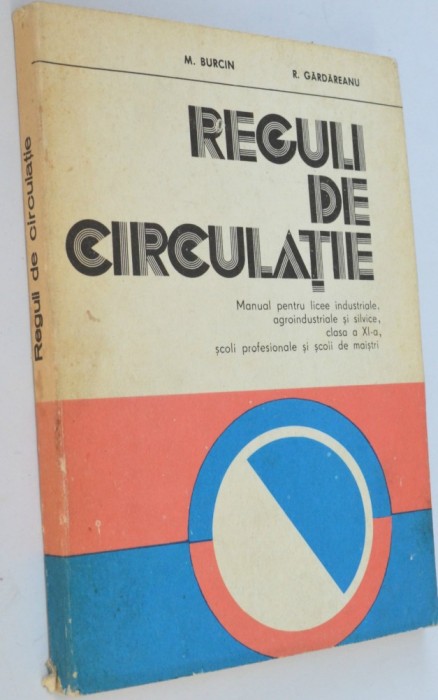 M. BURCIN
R. GÂRDĂREANU
REGULI
DE
CIRCULAȚIE
Manual pentru licee industriale,
agroindustriale și silvice,
clasa a XI-a,
școli profesionale și școli de maiștri
Reguli de circulație